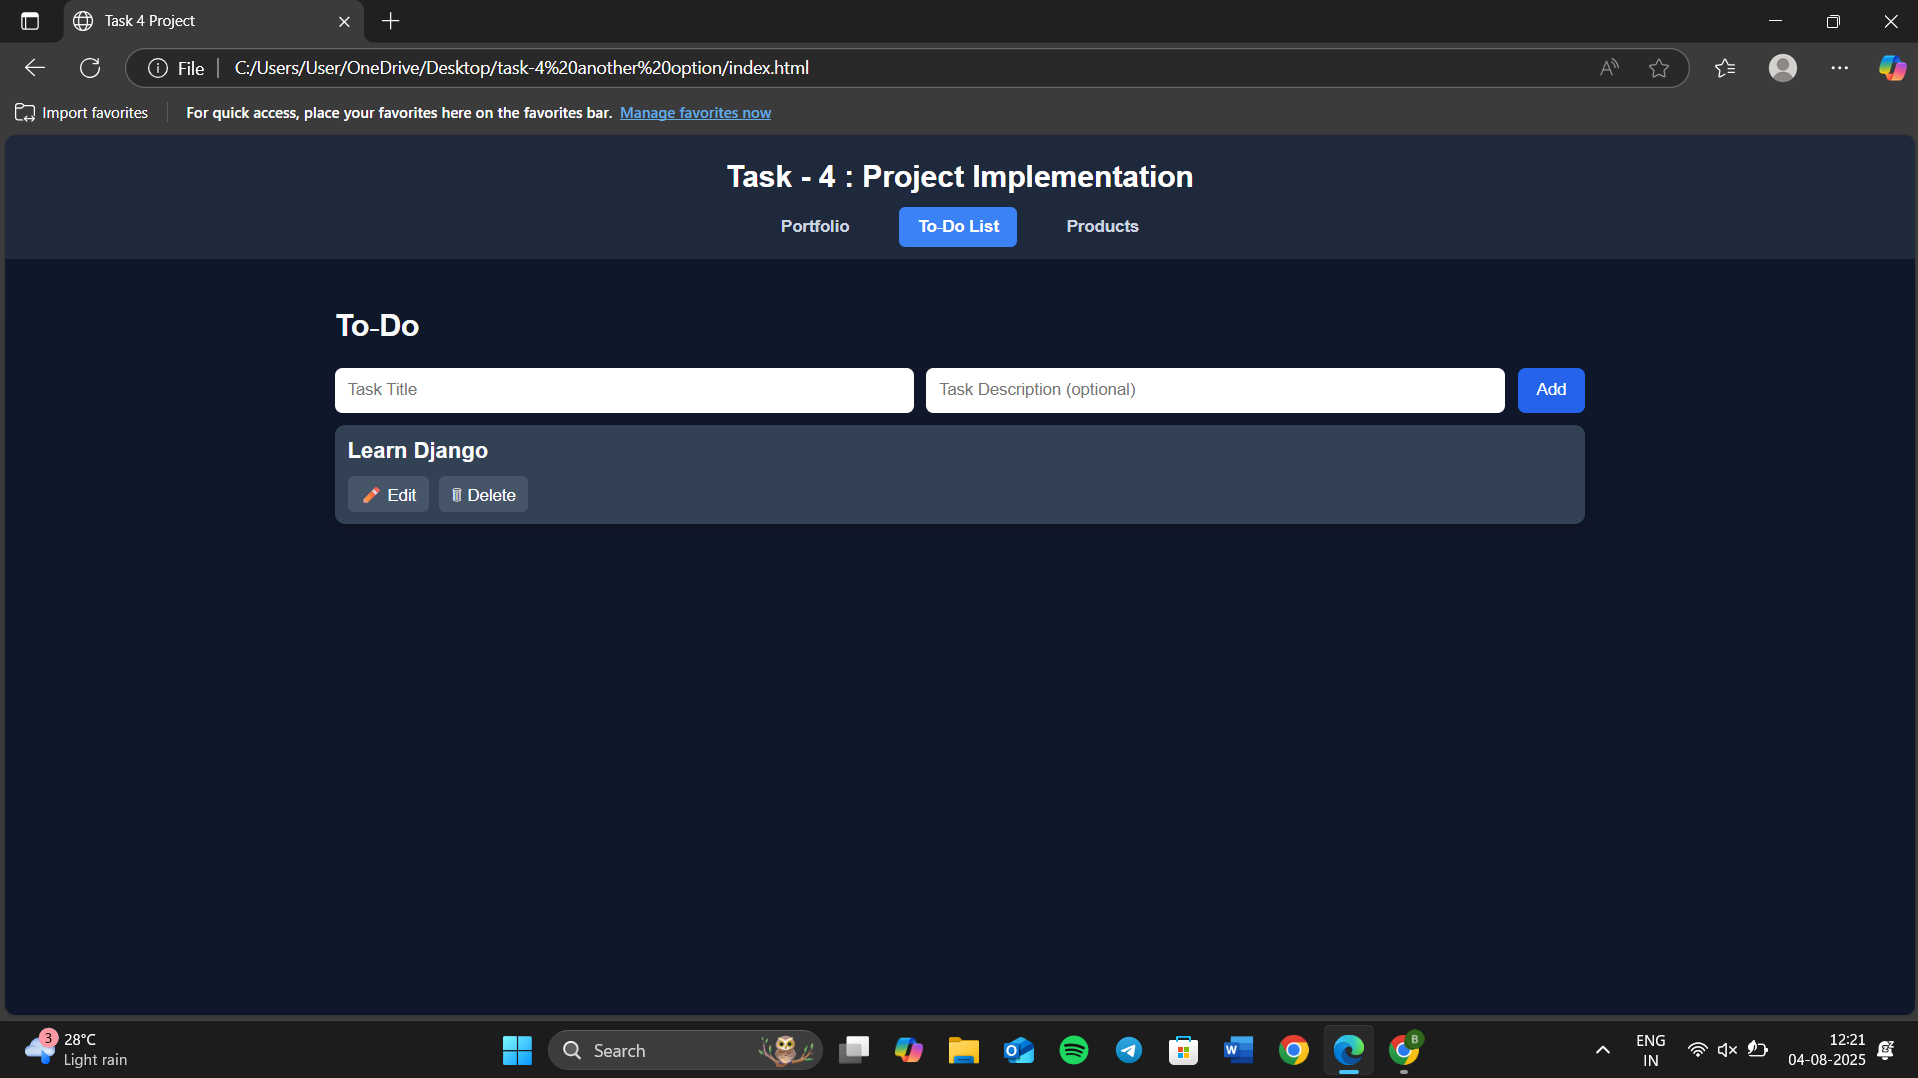 Task 4 Project
File
C:/Users/User/OneDrive/Desktop/task-4%20another%20option/index.html
Import favorites
For quick access, place your favorites here on the favorites bar. Manage favorites now
Task - 4 : Project Implementation
Portfolio
To-Do List
Products
To-Do
Task Title
Task Description (optional)
Add
Learn Django
Edit
Delete
3
28°C
Light rain
Search
B
ENG
IN
12:21
04-08-2025